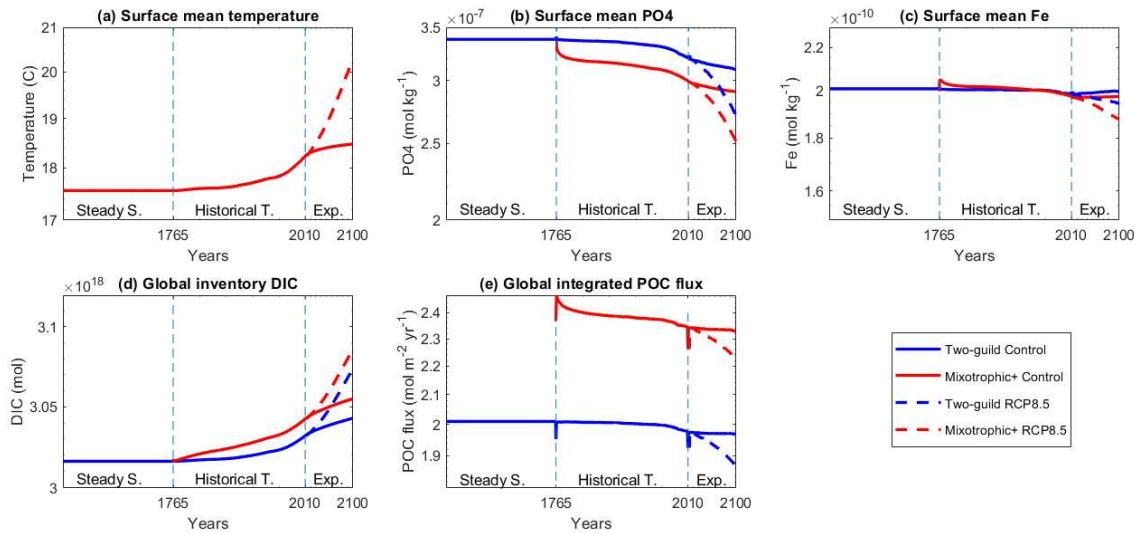 (a) Surface mean temperature
21
20
19
18
17
Temperature (C)
Steady S. Historical T. Exp.
1765 2010 2100
Years
×10⁻⁷ (b) Surface mean PO4
3.5
3
2.5
2
PO4 (mol kg⁻¹)
Steady S. Historical T. Exp.
1765 2010 2100
Years
×10⁻¹⁰ (c) Surface mean Fe
2.2
2
1.8
1.6
Fe (mol kg⁻¹)
Steady S. Historical T. Exp.
1765 2010 2100
Years
×10¹⁸ (d) Global inventory DIC
3.1
3.05
3
DIC (mol)
Steady S. Historical T. Exp.
1765 2010 2100
Years
(e) Global integrated POC flux
2.4
2.3
2.2
2.1
2
1.9
POC flux (mol m⁻² yr⁻¹)
Steady S. Historical T. Exp.
1765 2010 2100
Years
Two-guild Control
Mixotrophic+ Control
Two-guild RCP8.5
Mixotrophic+ RCP8.5